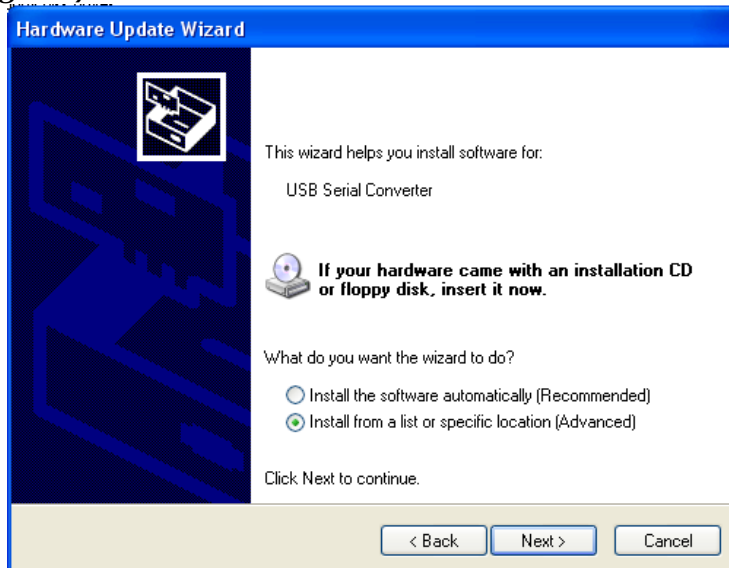 Hardware Update Wizard
This wizard helps you install software for:
USB Serial Converter
If your hardware came with an installation CD
or floppy disk, insert it now.
What do you want the wizard to do?
Install the software automatically (Recommended)
Install from a list or specific location (Advanced)
Click Next to continue.
< Back
Next >
Cancel